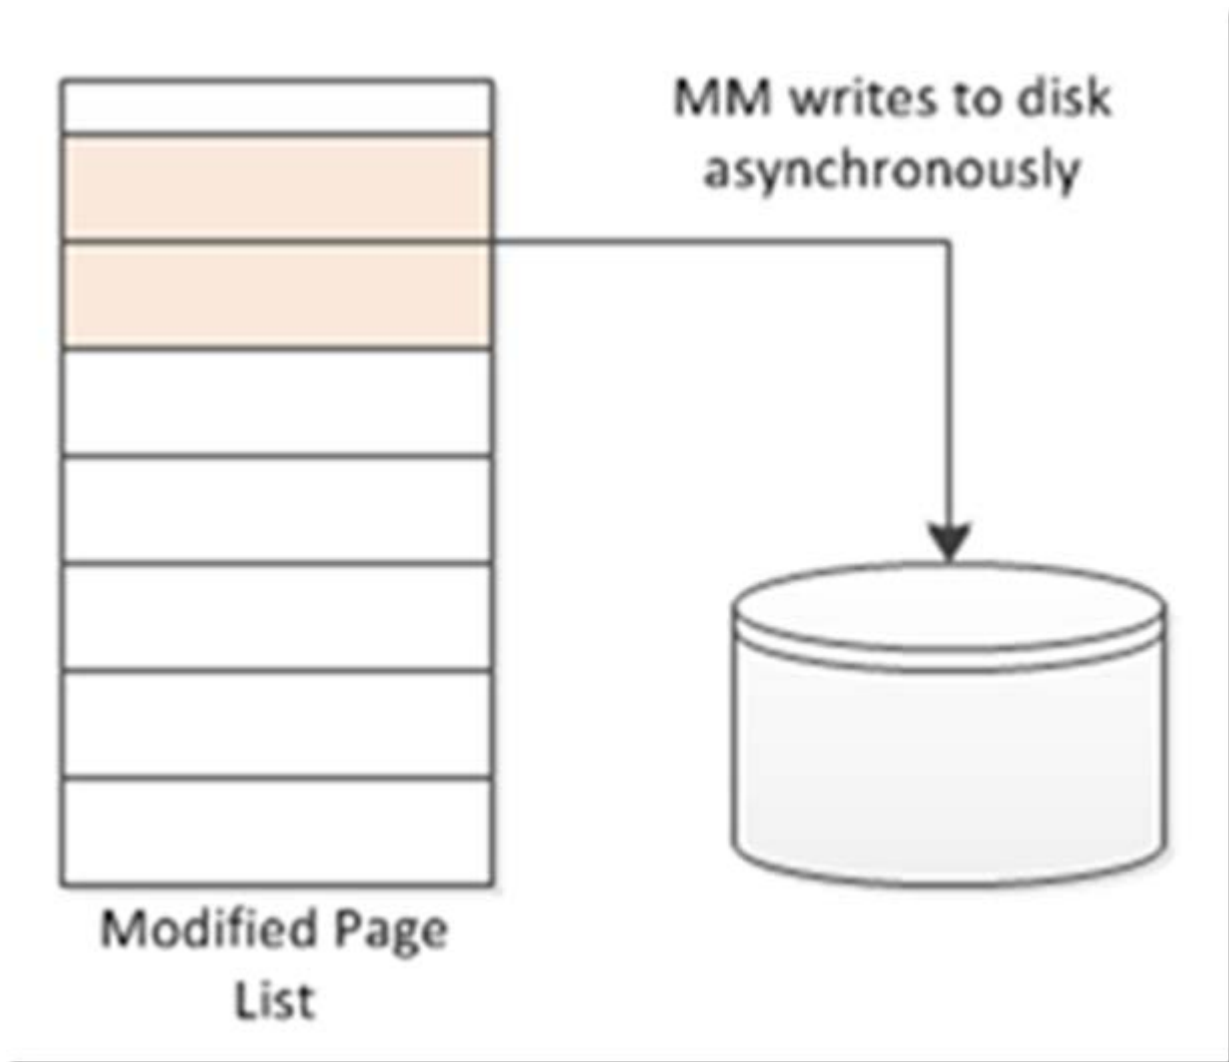 MM writes to disk
asynchronously
Modified Page
List